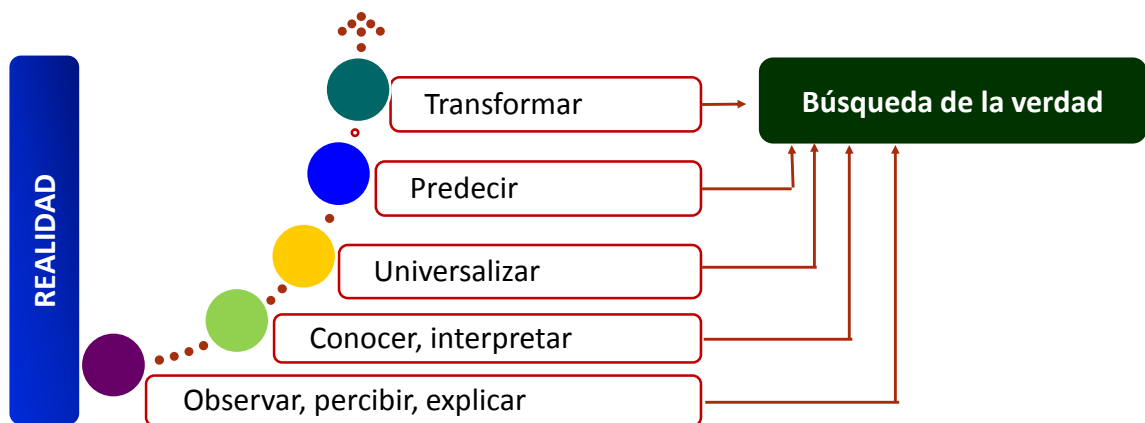 REALIDAD
Transformar
Búsqueda de la verdad
Predecir
Universalizar
Conocer, interpretar
Observar, percibir, explicar